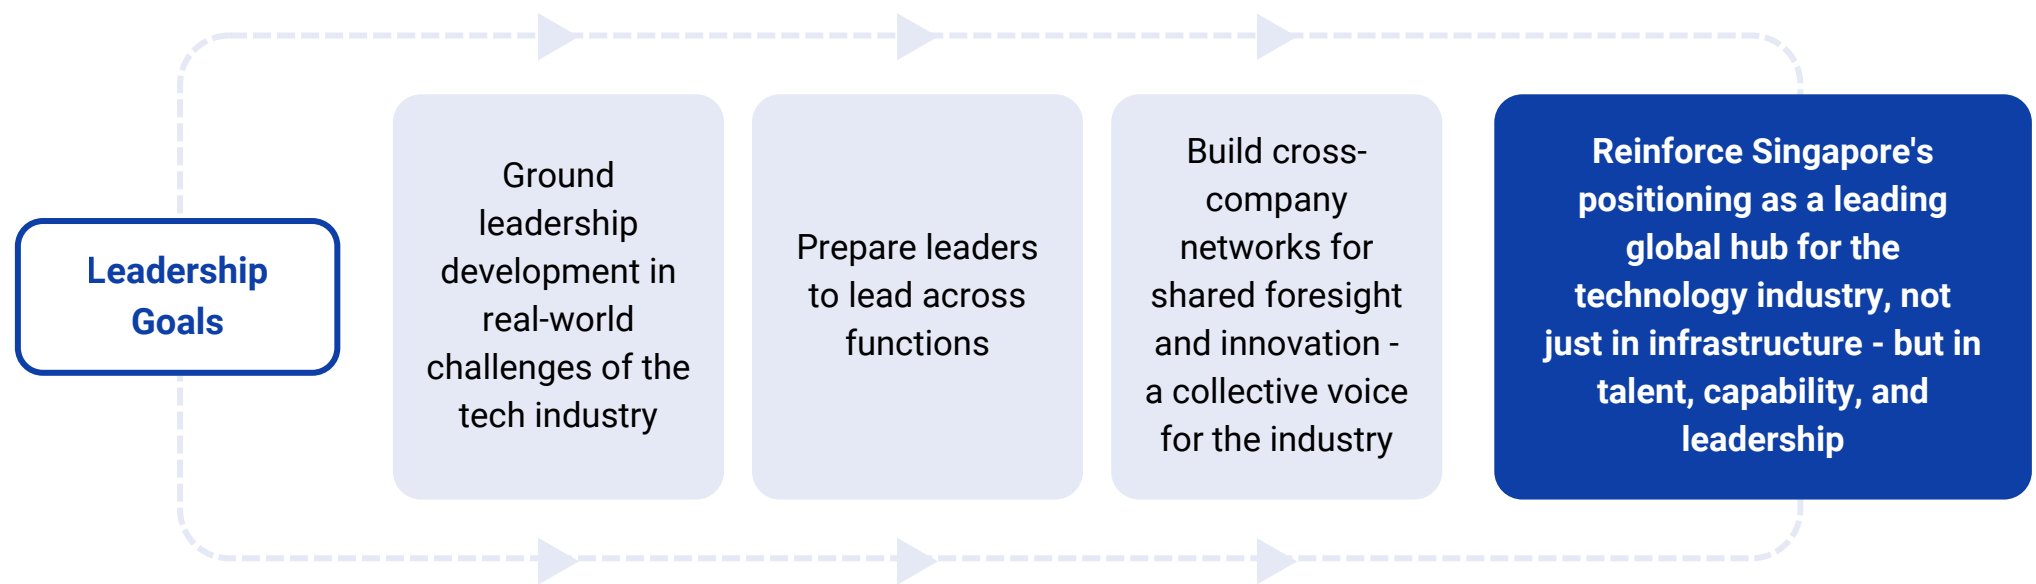 Leadership
Goals
Ground
leadership
development in
real-world
challenges of the
tech industry
Prepare leaders
to lead across
functions
Build cross-
company
networks for
shared foresight
and innovation -
a collective voice
for the industry
Reinforce Singapore's
positioning as a leading
global hub for the
technology industry, not
just in infrastructure - but in
talent, capability, and
leadership